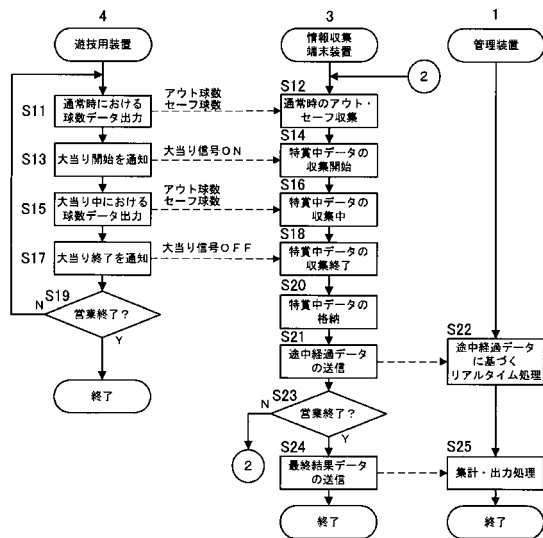 4
3
1
遊技用装置
情報収集
端末装置
管理装置
2
S11
通常時における
球数データ出力
アウト球数
セーフ球数
S12
通常時のアウト・
セーフ収集
S13
大当り開始を通知
大当り信号ON
S14
特賞中データの
収集開始
S15
大当り中における
球数データ出力
アウト球数
セーフ球数
S16
特賞中データの
収集中
S17
大当り終了を通知
大当り信号OFF
S18
特賞中データの
収集終了
S19
N
営業終了?
Y
終了
S20
特賞中データの
格納
S21
途中経過データ
の送信
S22
途中経過データ
に基づく
リアルタイム処理
S23
N
営業終了?
Y
2
S24
最終結果データ
の送信
S25
集計・出力処理
終了
終了